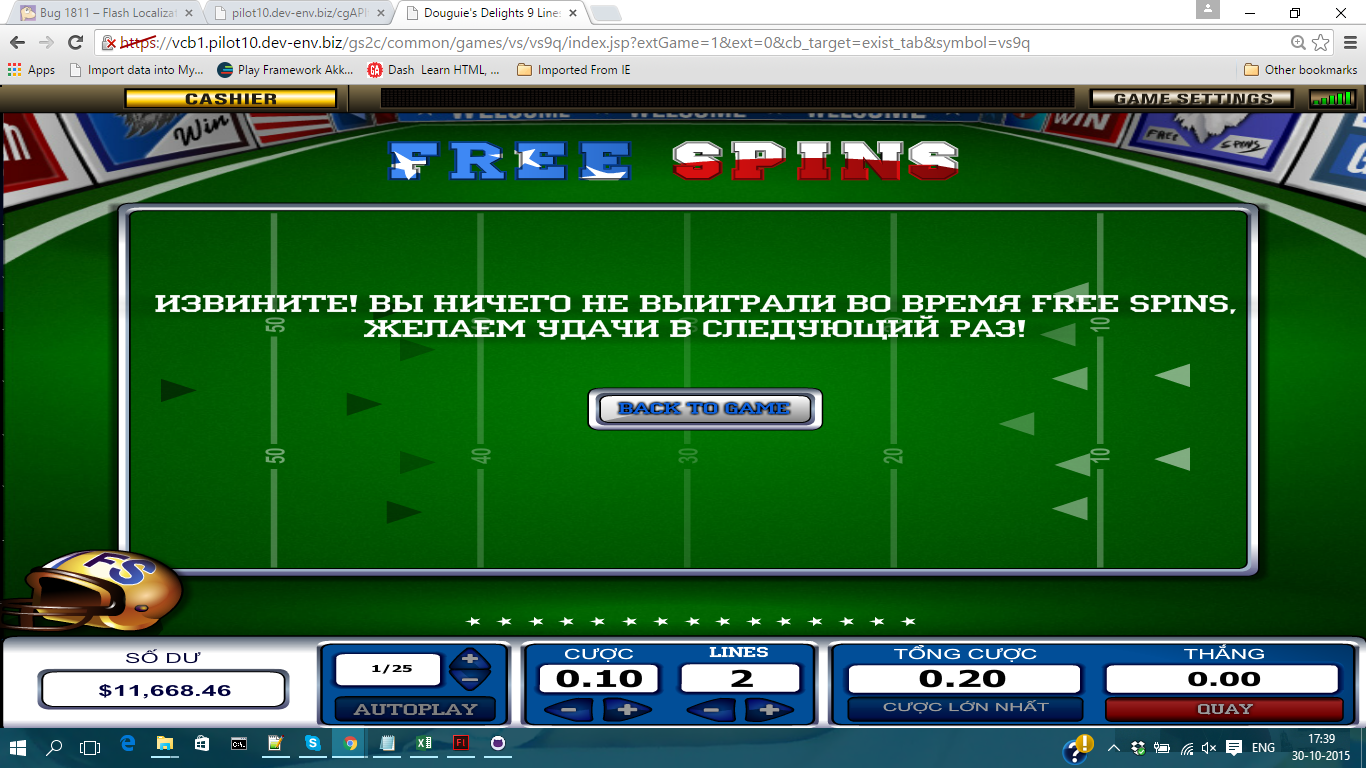 Bug 1811 – Flash Localizat
pilot10.dev-env.biz/cgAPI
Douguie's Delights 9 Line
https://vcb1.pilot10.dev-env.biz/gs2c/common/games/vs/vs9q/index.jsp?extGame=1&ext=0&cb_target=exist_tab&symbol=vs9q
Apps
Import data into My...
Play Framework Akk...
GA
Dash Learn HTML, ...
Imported From IE
Other bookmarks
CASHIER
GAME SETTINGS
Win
WELCOME WELCOME WELCOME
WIN
FREE SPINS
FREE SPINS
50 40 30 20 10
ИЗВИНИТЕ! ВЫ НИЧЕГО НЕ ВЫИГРАЛИ ВО ВРЕМЯ FREE SPINS,
ЖЕЛАЕМ УДАЧИ В СЛЕДУЮЩИЙ РАЗ!
BACK TO GAME
50 40 30 20 10
FS
SỐ DƯ
$11,668.46
1/25
AUTOPLAY
CƯỢC
0.10
LINES
2
TỔNG CƯỢC
0.20
CƯỢC LỚN NHẤT
THẮNG
0.00
QUAY
ENG
17:39
30-10-2015